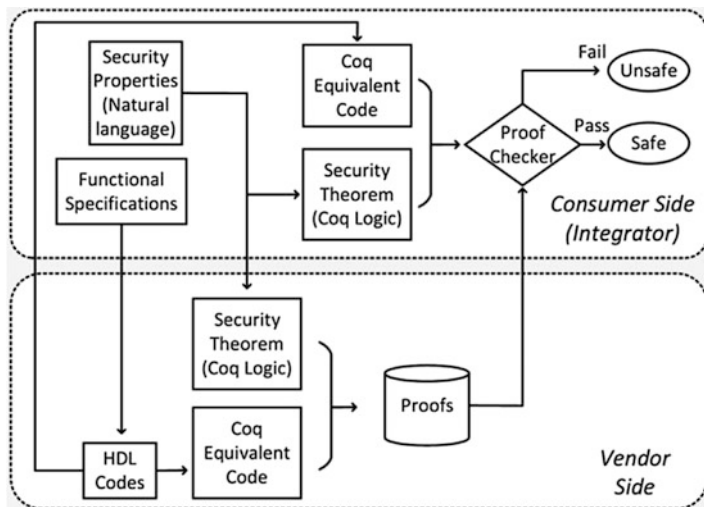 Security
Properties
(Natural
language)
Functional
Specifications
Coq
Equivalent
Code
Security
Theorem
(Coq Logic)
Proof
Checker
Fail
Unsafe
Pass
Safe
Consumer Side
(Integrator)
Security
Theorem
(Coq Logic)
Coq
Equivalent
Code
HDL
Codes
Proofs
Vendor
Side